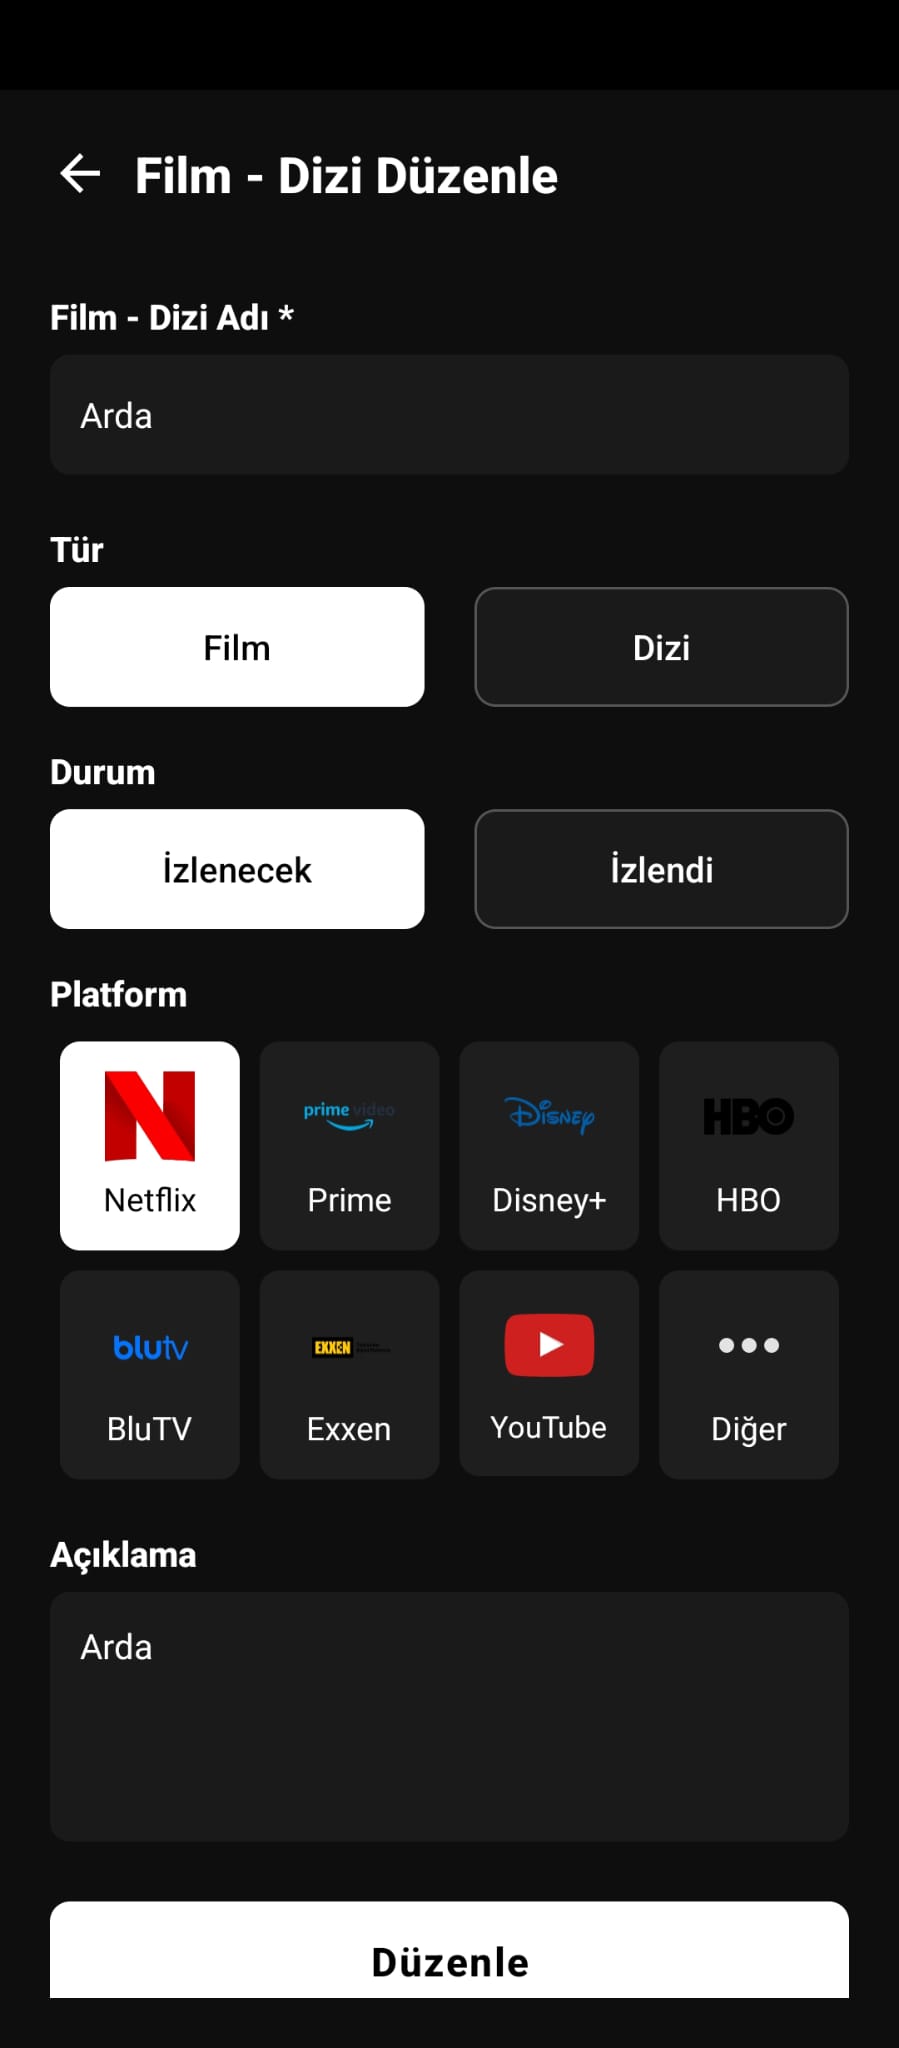 Film - Dizi Düzenle
Film - Dizi Adı *
Arda
Tür
Film
Dizi
Durum
İzlenecek
İzlendi
Platform
prime video
Disney
HBO
Netflix
Prime
Disney+
HBO
blutv
EXXEN
BluTV
Exxen
YouTube
Diğer
Açıklama
Arda
Düzenle